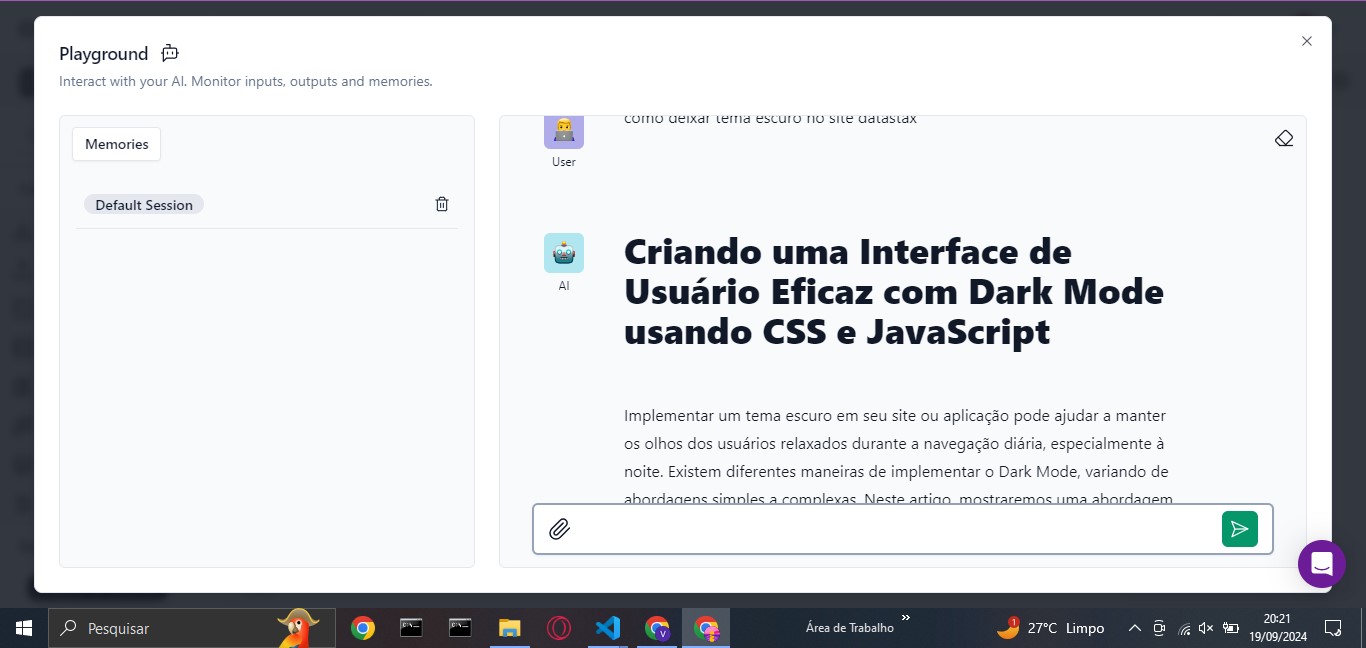 Playground
Interact with your AI. Monitor inputs, outputs and memories.
Memories
Default Session
como deixar tema escuro no site datastax
User
AI
Criando uma Interface de
Usuário Eficaz com Dark Mode
usando CSS e JavaScript
Implementar um tema escuro em seu site ou aplicação pode ajudar a manter
os olhos dos usuários relaxados durante a navegação diária, especialmente à
noite. Existem diferentes maneiras de implementar o Dark Mode, variando de
abordagens simples a complexas. Neste artigo, mostraremos uma abordagem
Pesquisar
V
Área de Trabalho
1
27°C Limpo
20:21
19/09/2024